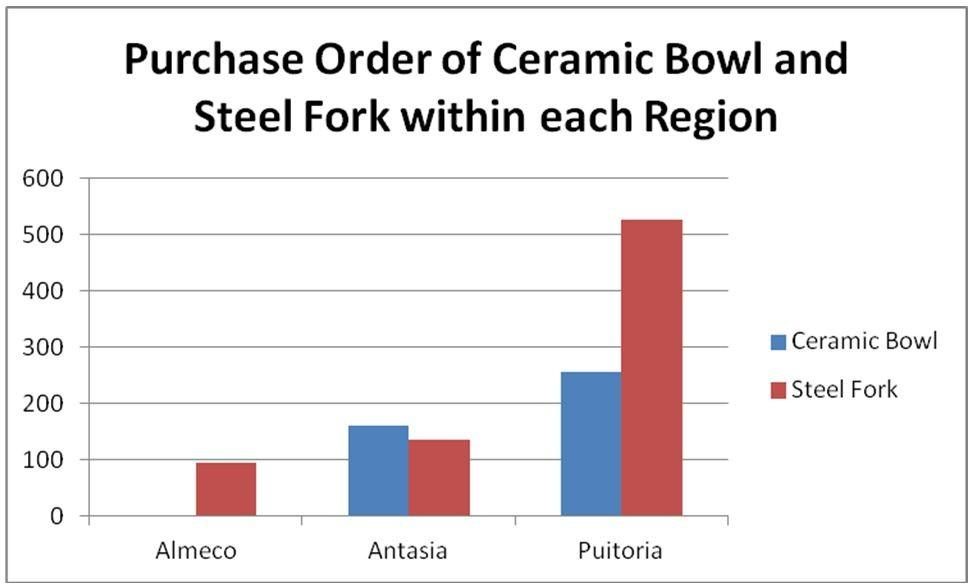 Purchase Order of Ceramic Bowl and
Steel Fork within each Region
600
500
400
300
200
100
0
Almeco
Antasia
Puitoria
Ceramic Bowl
Steel Fork